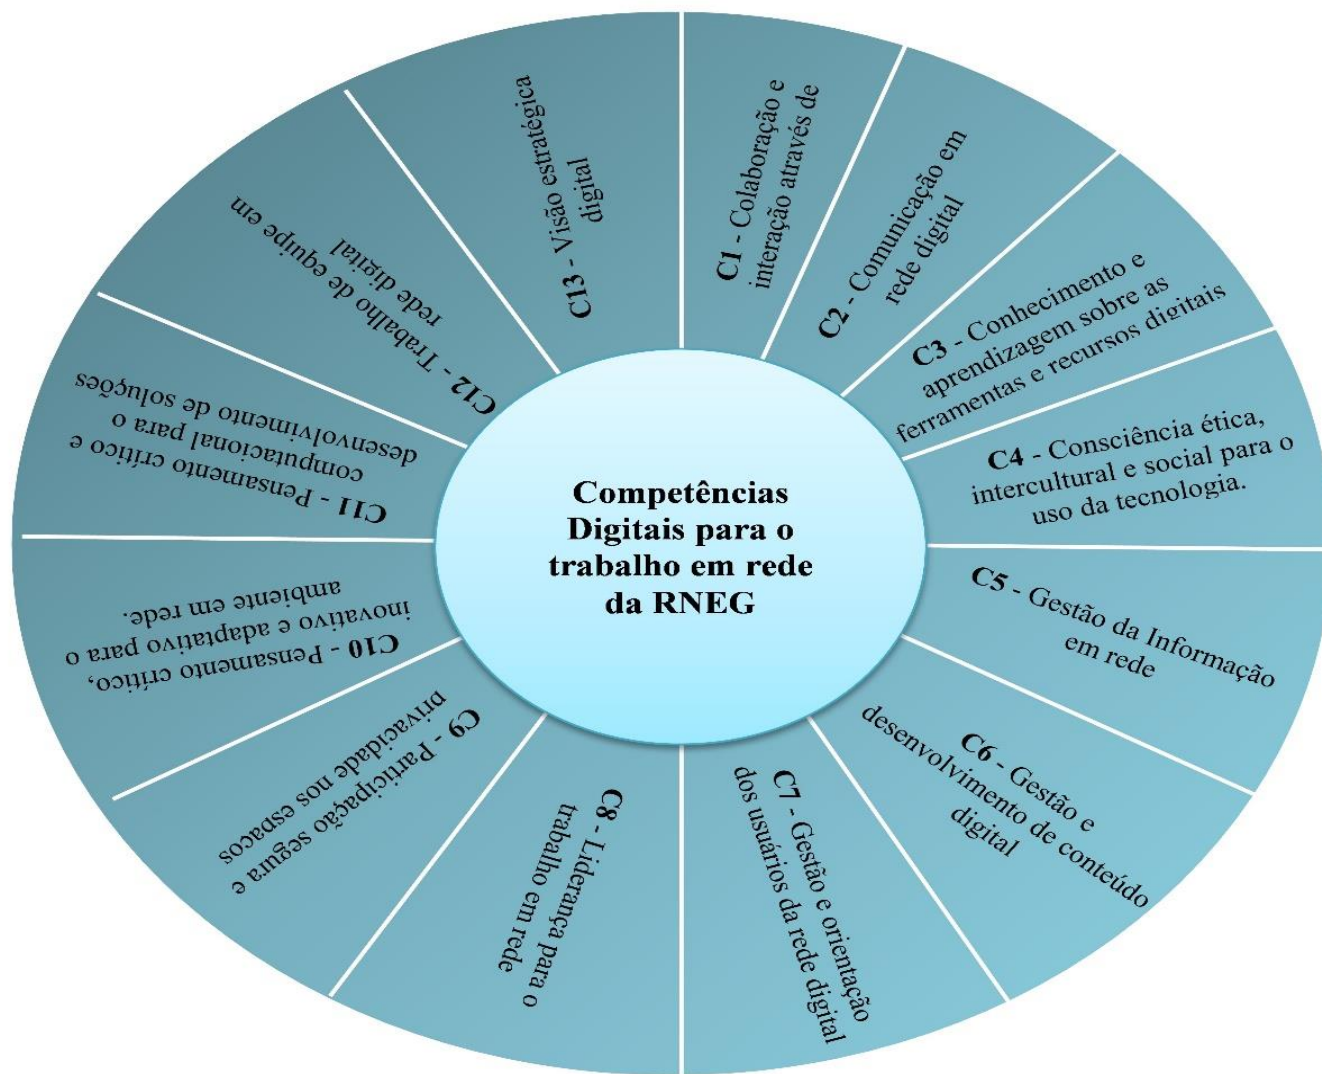 Competências
Digitais para o
trabalho em rede
da RNEG
C1 - Colaboração e
interação através de
C2 - Comunicação em
rede digital
C3 - Conhecimento e
aprendizagem sobre as
ferramentas e recursos digitais
C4 - Consciência ética,
intercultural e social para o
uso da tecnologia.
C5 - Gestão da Informação
em rede
C6 - Gestão e
desenvolvimento de conteúdo
digital
C7 - Gestão e orientação
dos usuários da rede digital
C8 - Liderança para o
trabalho em rede
C9 - Participação segura e
privacidade nos espaços
C10 - Pensamento crítico,
inovativo e adaptativo para o
ambiente em rede.
C11 - Pensamento crítico e
computacional para o
desenvolvimento de soluções
C12 - Trabalho de equipe em
rede digital
C13 - Visão estratégica
digital